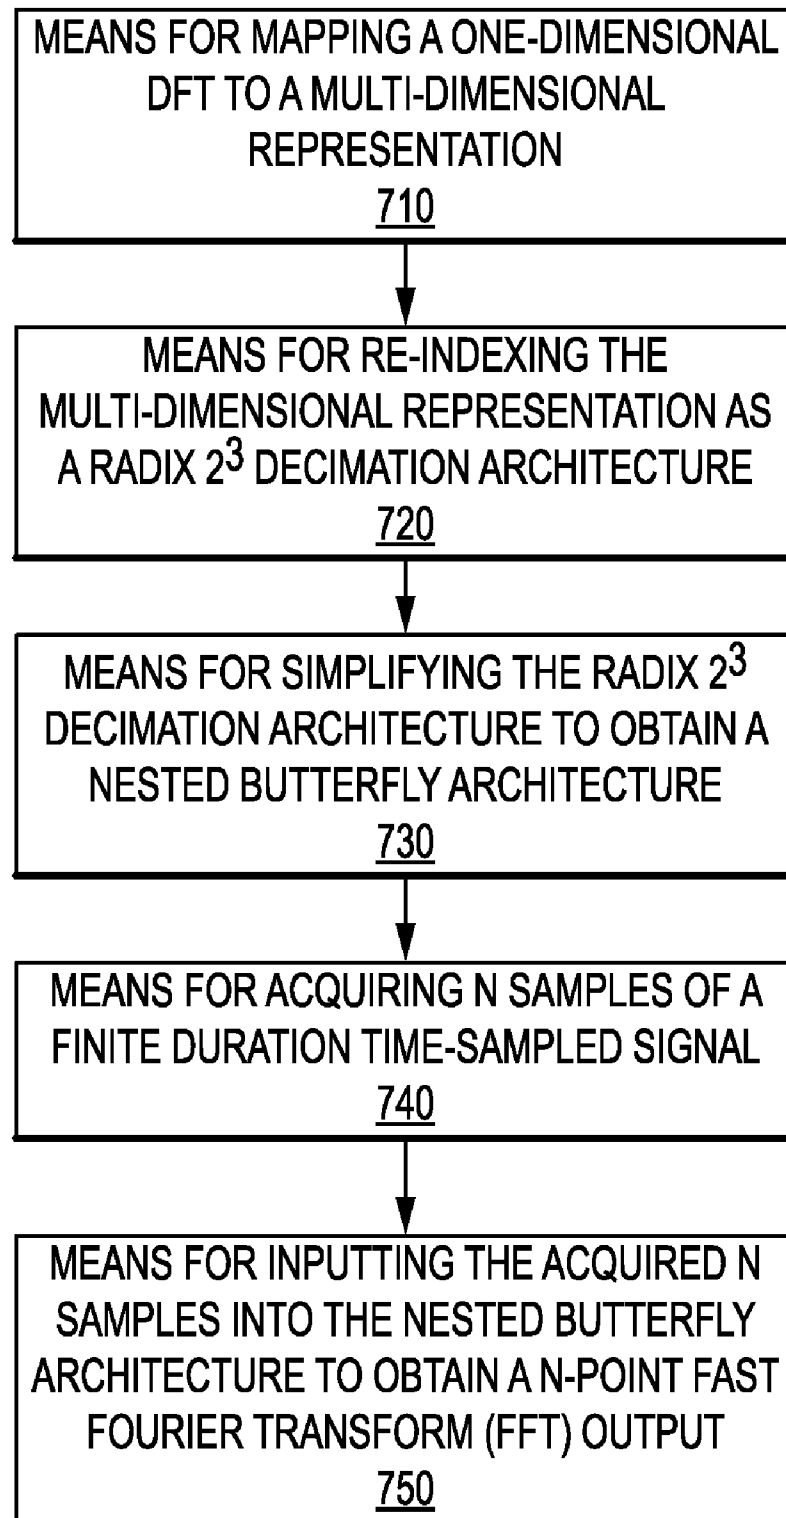 MEANS FOR MAPPING A ONE-DIMENSIONAL
DFT TO A MULTI-DIMENSIONAL
REPRESENTATION
710
MEANS FOR RE-INDEXING THE
MULTI-DIMENSIONAL REPRESENTATION AS
A RADIX 2³ DECIMATION ARCHITECTURE
720
MEANS FOR SIMPLIFYING THE RADIX 2³
DECIMATION ARCHITECTURE TO OBTAIN A
NESTED BUTTERFLY ARCHITECTURE
730
MEANS FOR ACQUIRING N SAMPLES OF A
FINITE DURATION TIME-SAMPLED SIGNAL
740
MEANS FOR INPUTTING THE ACQUIRED N
SAMPLES INTO THE NESTED BUTTERFLY
ARCHITECTURE TO OBTAIN A N-POINT FAST
FOURIER TRANSFORM (FFT) OUTPUT
750